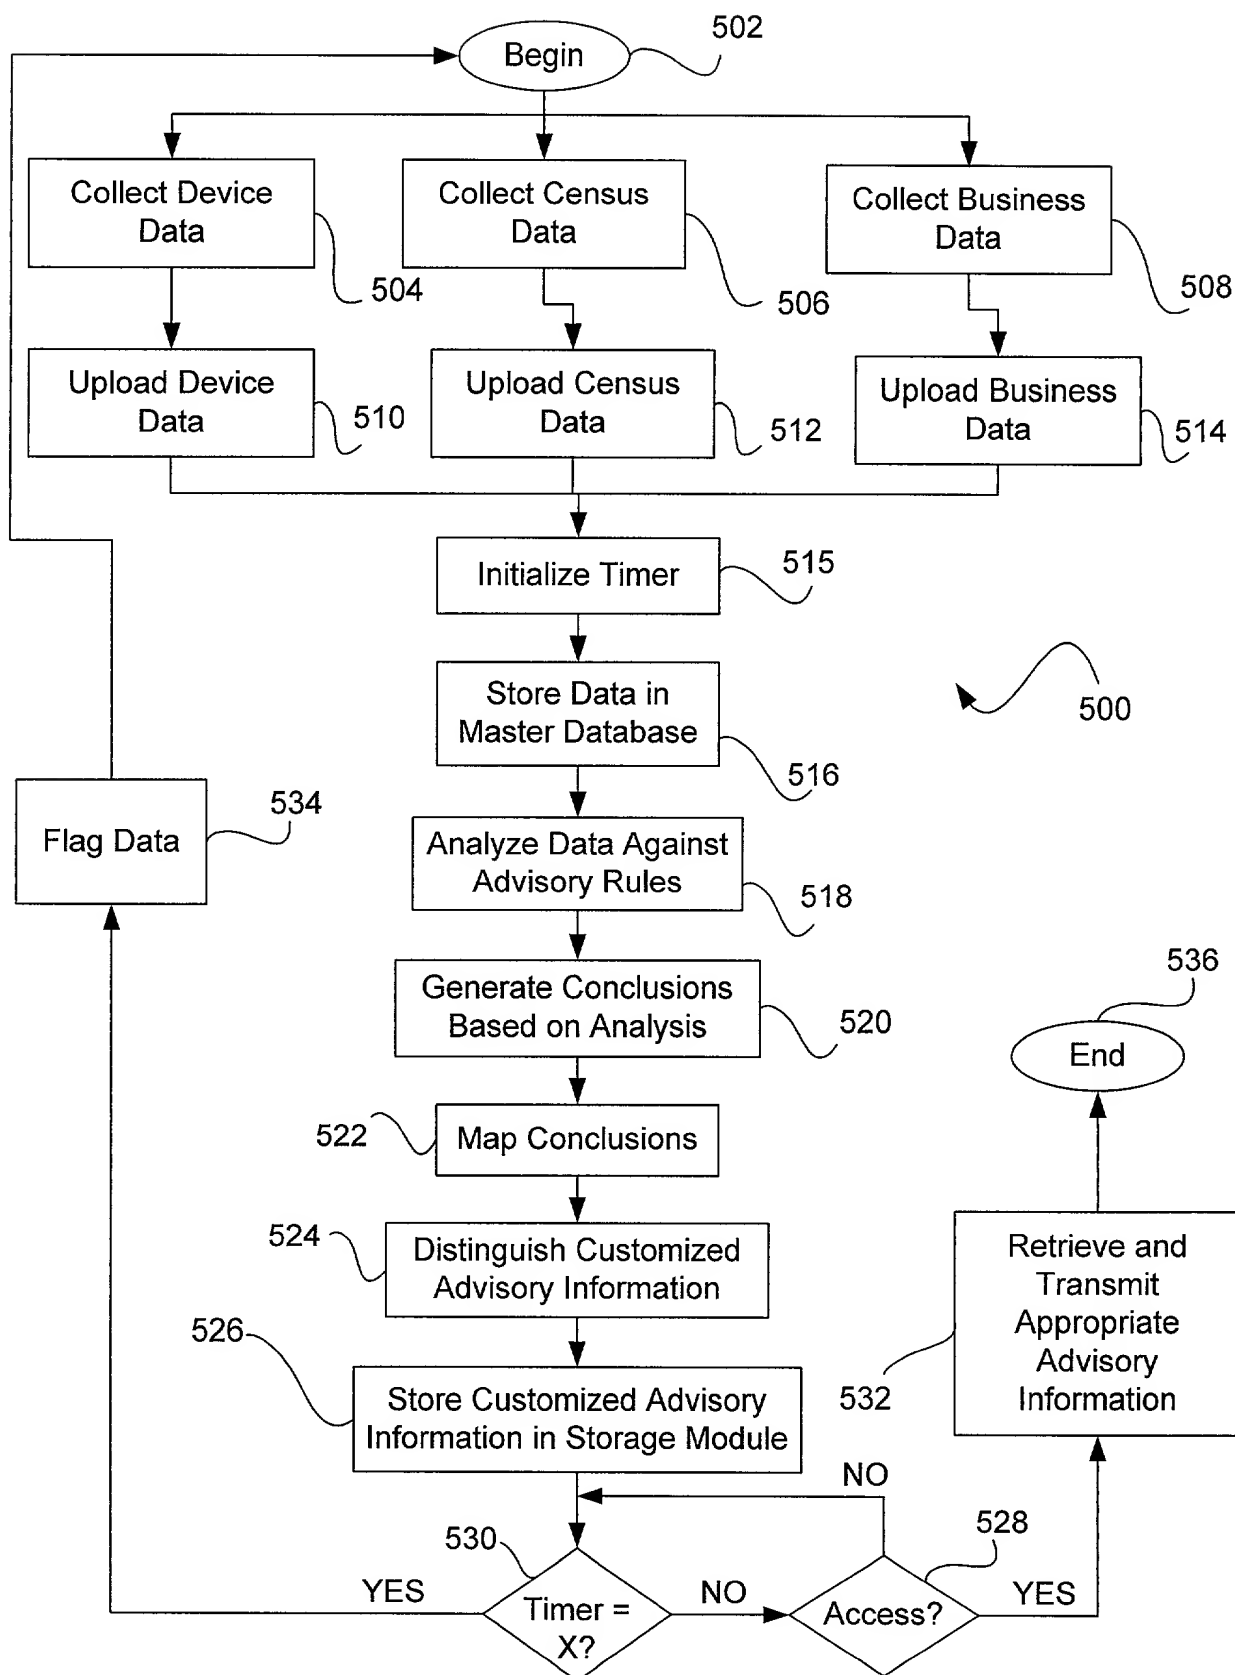 Begin
502
Collect Device
Data
504
Collect Census
Data
506
Collect Business
Data
508
Upload Device
Data
510
Upload Census
Data
512
Upload Business
Data
514
Initialize Timer
515
Store Data in
Master Database
516
500
Flag Data
534
Analyze Data Against
Advisory Rules
518
Generate Conclusions
Based on Analysis
520
536
End
522
Map Conclusions
524
Distinguish Customized
Advisory Information
Retrieve and
Transmit
Appropriate
Advisory
Information
532
526
Store Customized Advisory
Information in Storage Module
NO
530
528
YES
Timer =
X?
NO
Access?
YES